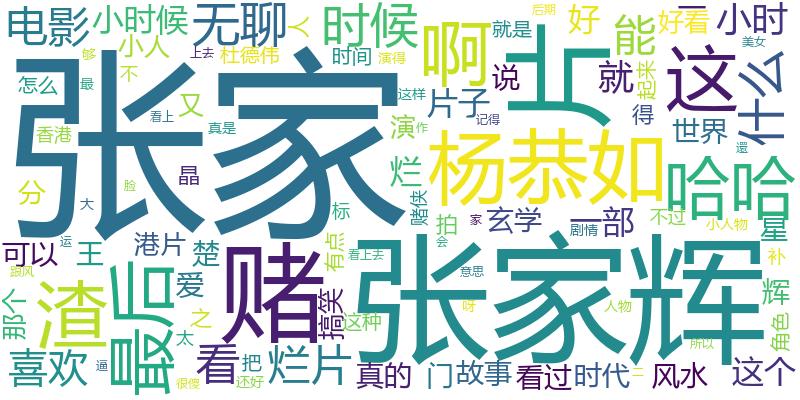 电影
小时候
无聊
人
时候
啊
片
好
能
二
好看
小时
后期
美女
小人
上去
杜德伟
时间
演得
就是
够
最
怎么
不
张家
说
就
起来
这
什么
这样
片子
得
世界
作
记得
还
看上
真是
又
香港
演
烂
杨恭如
哈哈
分
晶
大
脸
标
赌侠
拍
玄学
一部
不过
星
家
剧情
小人物
可以
运
港片
楚
赌
有点
看上去
会
张家辉
意思
补
王
最后
爱
搞笑
跟风
渣
那个
之
这种
呀
人物
辉
角色
太
所以
喜欢
逼
看
把
烂片
真的
门
故事
看过
时代
二
风水
这个
很傻
还好